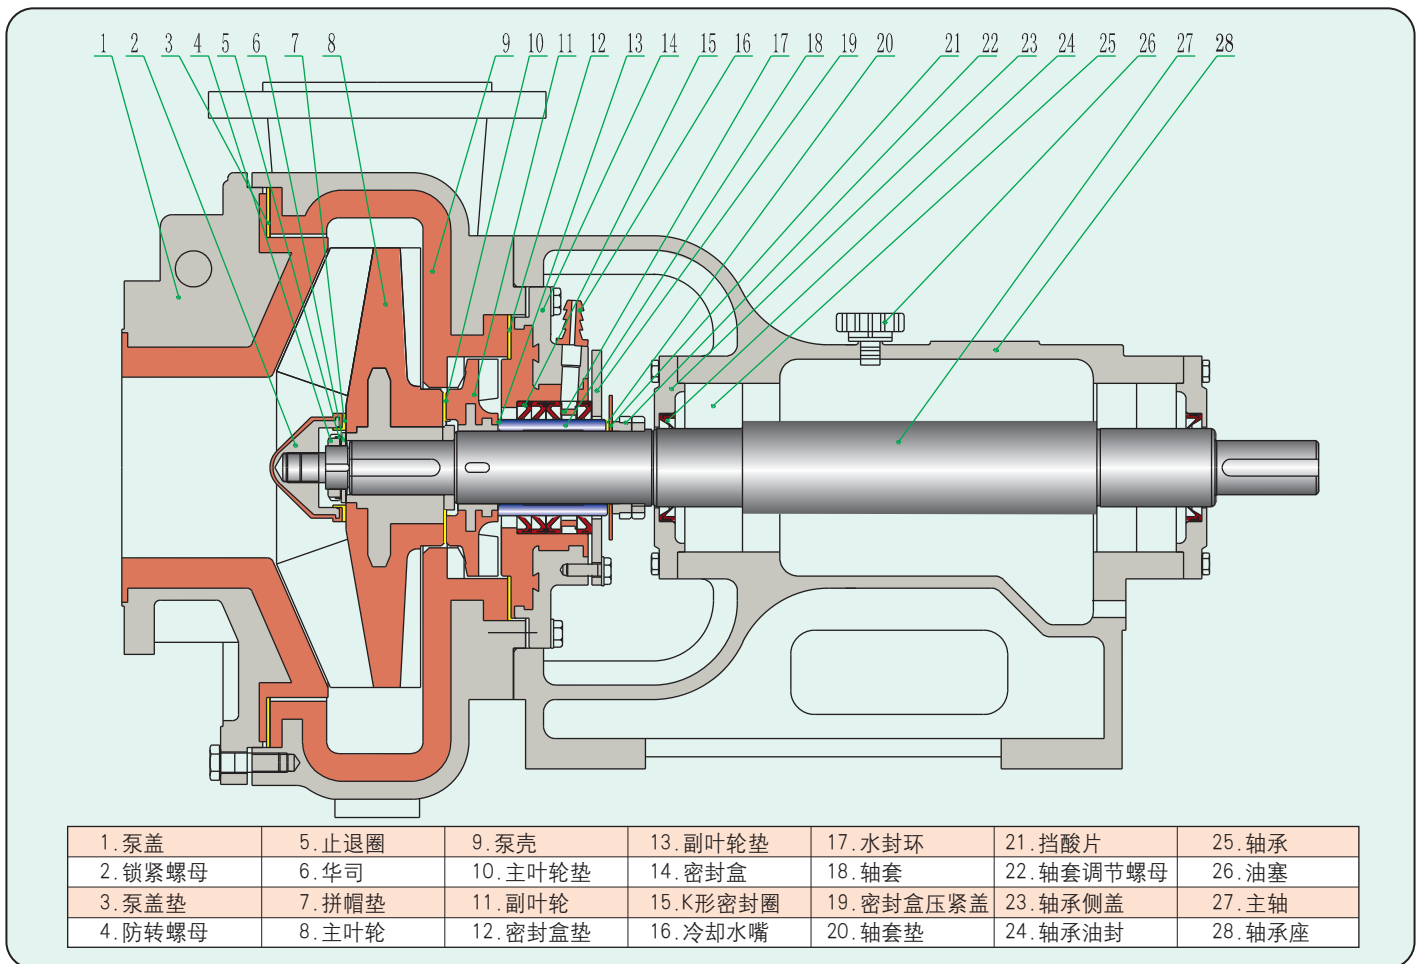 1 2 3 4 5 6 7 8 9 10 11 12 13 14 15 16 17 18 19 20 21 22 23 24 25 26 27 28
1.泵盖 5.止退圈 9.泵壳 13.副叶轮垫 17.水封环 21.挡酸片 25.轴承
2.锁紧螺母 6.华司 10.主叶轮垫 14.密封盒 18.轴套 22.轴套调节螺母 26.油塞
3.泵盖垫 7.拼帽垫 11.副叶轮 15.K形密封圈 19.密封盒压紧盖 23.轴承侧盖 27.主轴
4.防转螺母 8.主叶轮 12.密封盒垫 16.冷却水嘴 20.轴套垫 24.轴承油封 28.轴承座